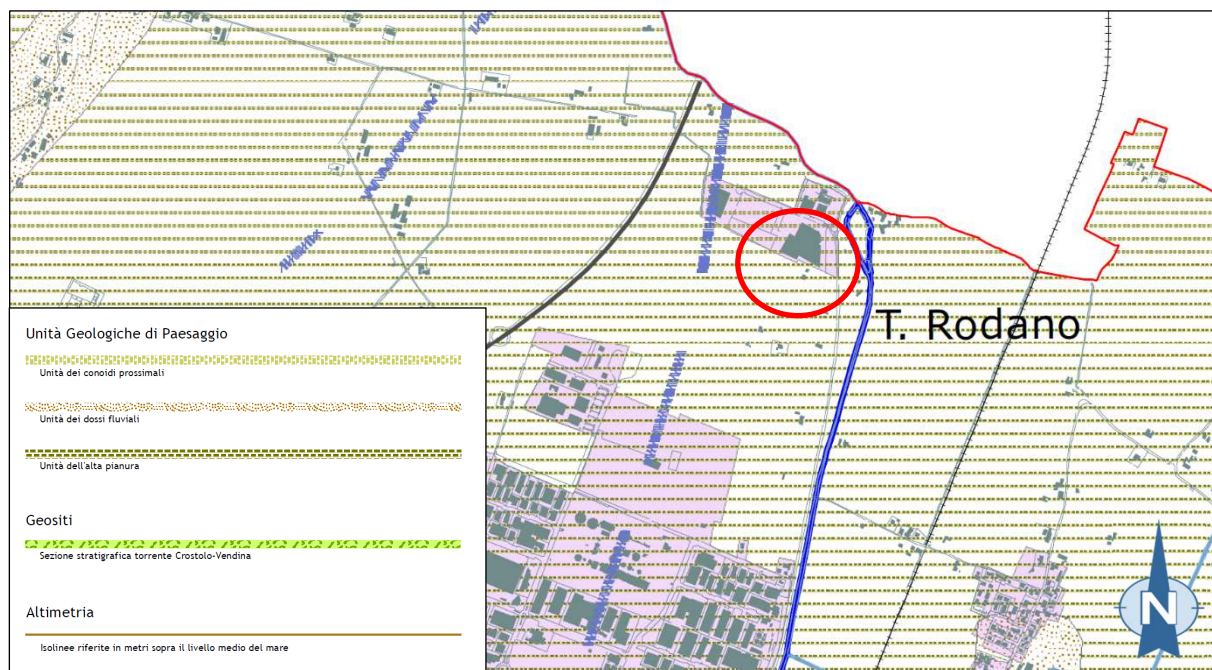 T. Rodano
Unità Geologiche di Paesaggio
Unità dei conoidi prossimali
Unità dei dossi fluviali
Unità dell'alta pianura
Geositi
Sezione stratigrafica torrente Crostolo-Vendina
Altimetria
Isolinee riferite in metri sopra il livello medio del mare
N